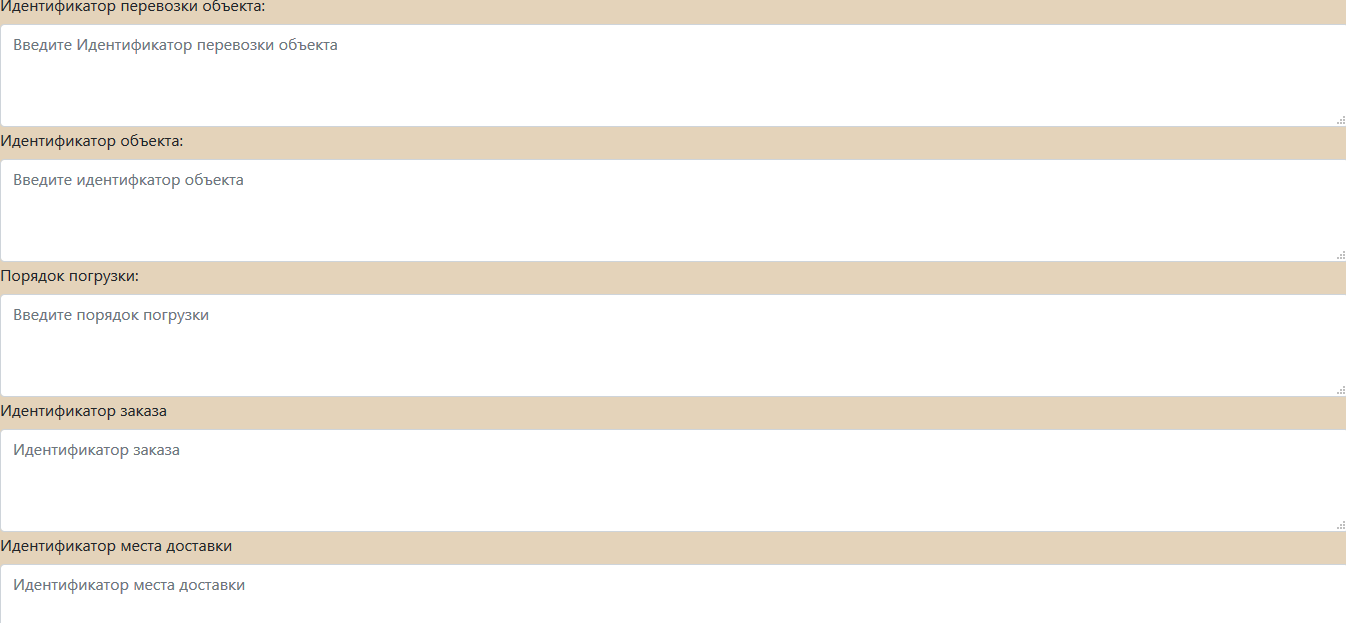 Идентификатор перевозки объекта:
Введите Идентификатор перевозки объекта
Идентификатор объекта:
Введите идентифкатор объекта
Порядок погрузки:
Введите порядок погрузки
Идентификатор заказа
Идентификатор заказа
Идентификатор места доставки
Идентификатор места доставки